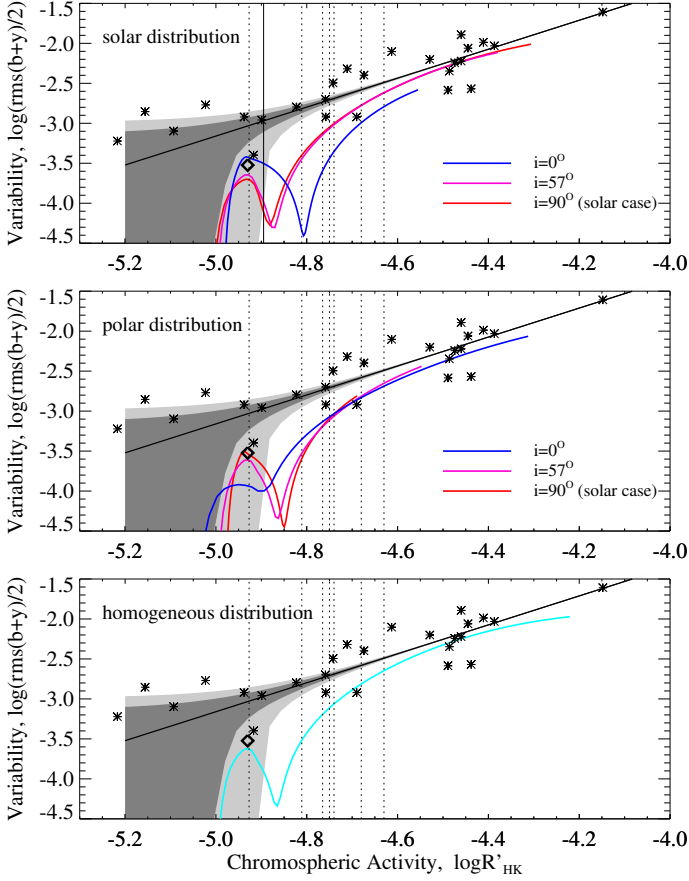 Variability, log(rms(b+y)/2)
-1.5
-2.0
-2.5
-3.0
-3.5
-4.0
-4.5
solar distribution
i=0°
i=57°
i=90° (solar case)
-5.2 -5.0 -4.8 -4.6 -4.4 -4.2 -4.0
Variability, log(rms(b+y)/2)
-1.5
-2.0
-2.5
-3.0
-3.5
-4.0
-4.5
polar distribution
i=0°
i=57°
i=90° (solar case)
-5.2 -5.0 -4.8 -4.6 -4.4 -4.2 -4.0
Variability, log(rms(b+y)/2)
-1.5
-2.0
-2.5
-3.0
-3.5
-4.0
-4.5
homogeneous distribution
-5.2 -5.0 -4.8 -4.6 -4.4 -4.2 -4.0
Chromospheric Activity, logR'HK